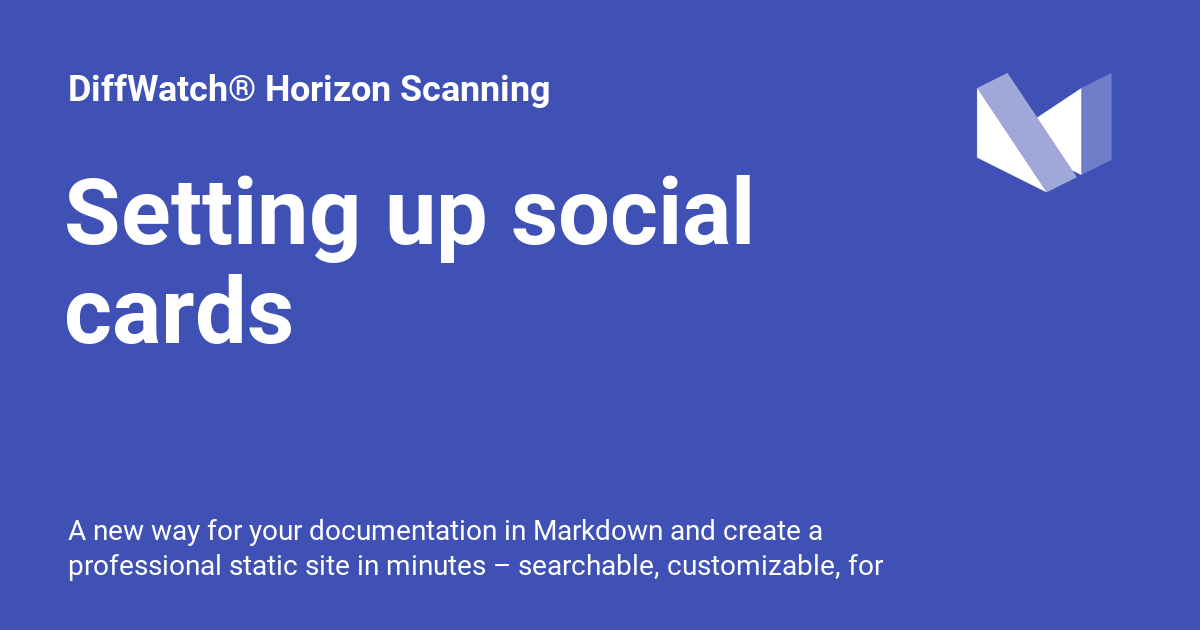 DiffWatch® Horizon Scanning
Setting up social
cards
A new way for your documentation in Markdown and create a
professional static site in minutes – searchable, customizable, for